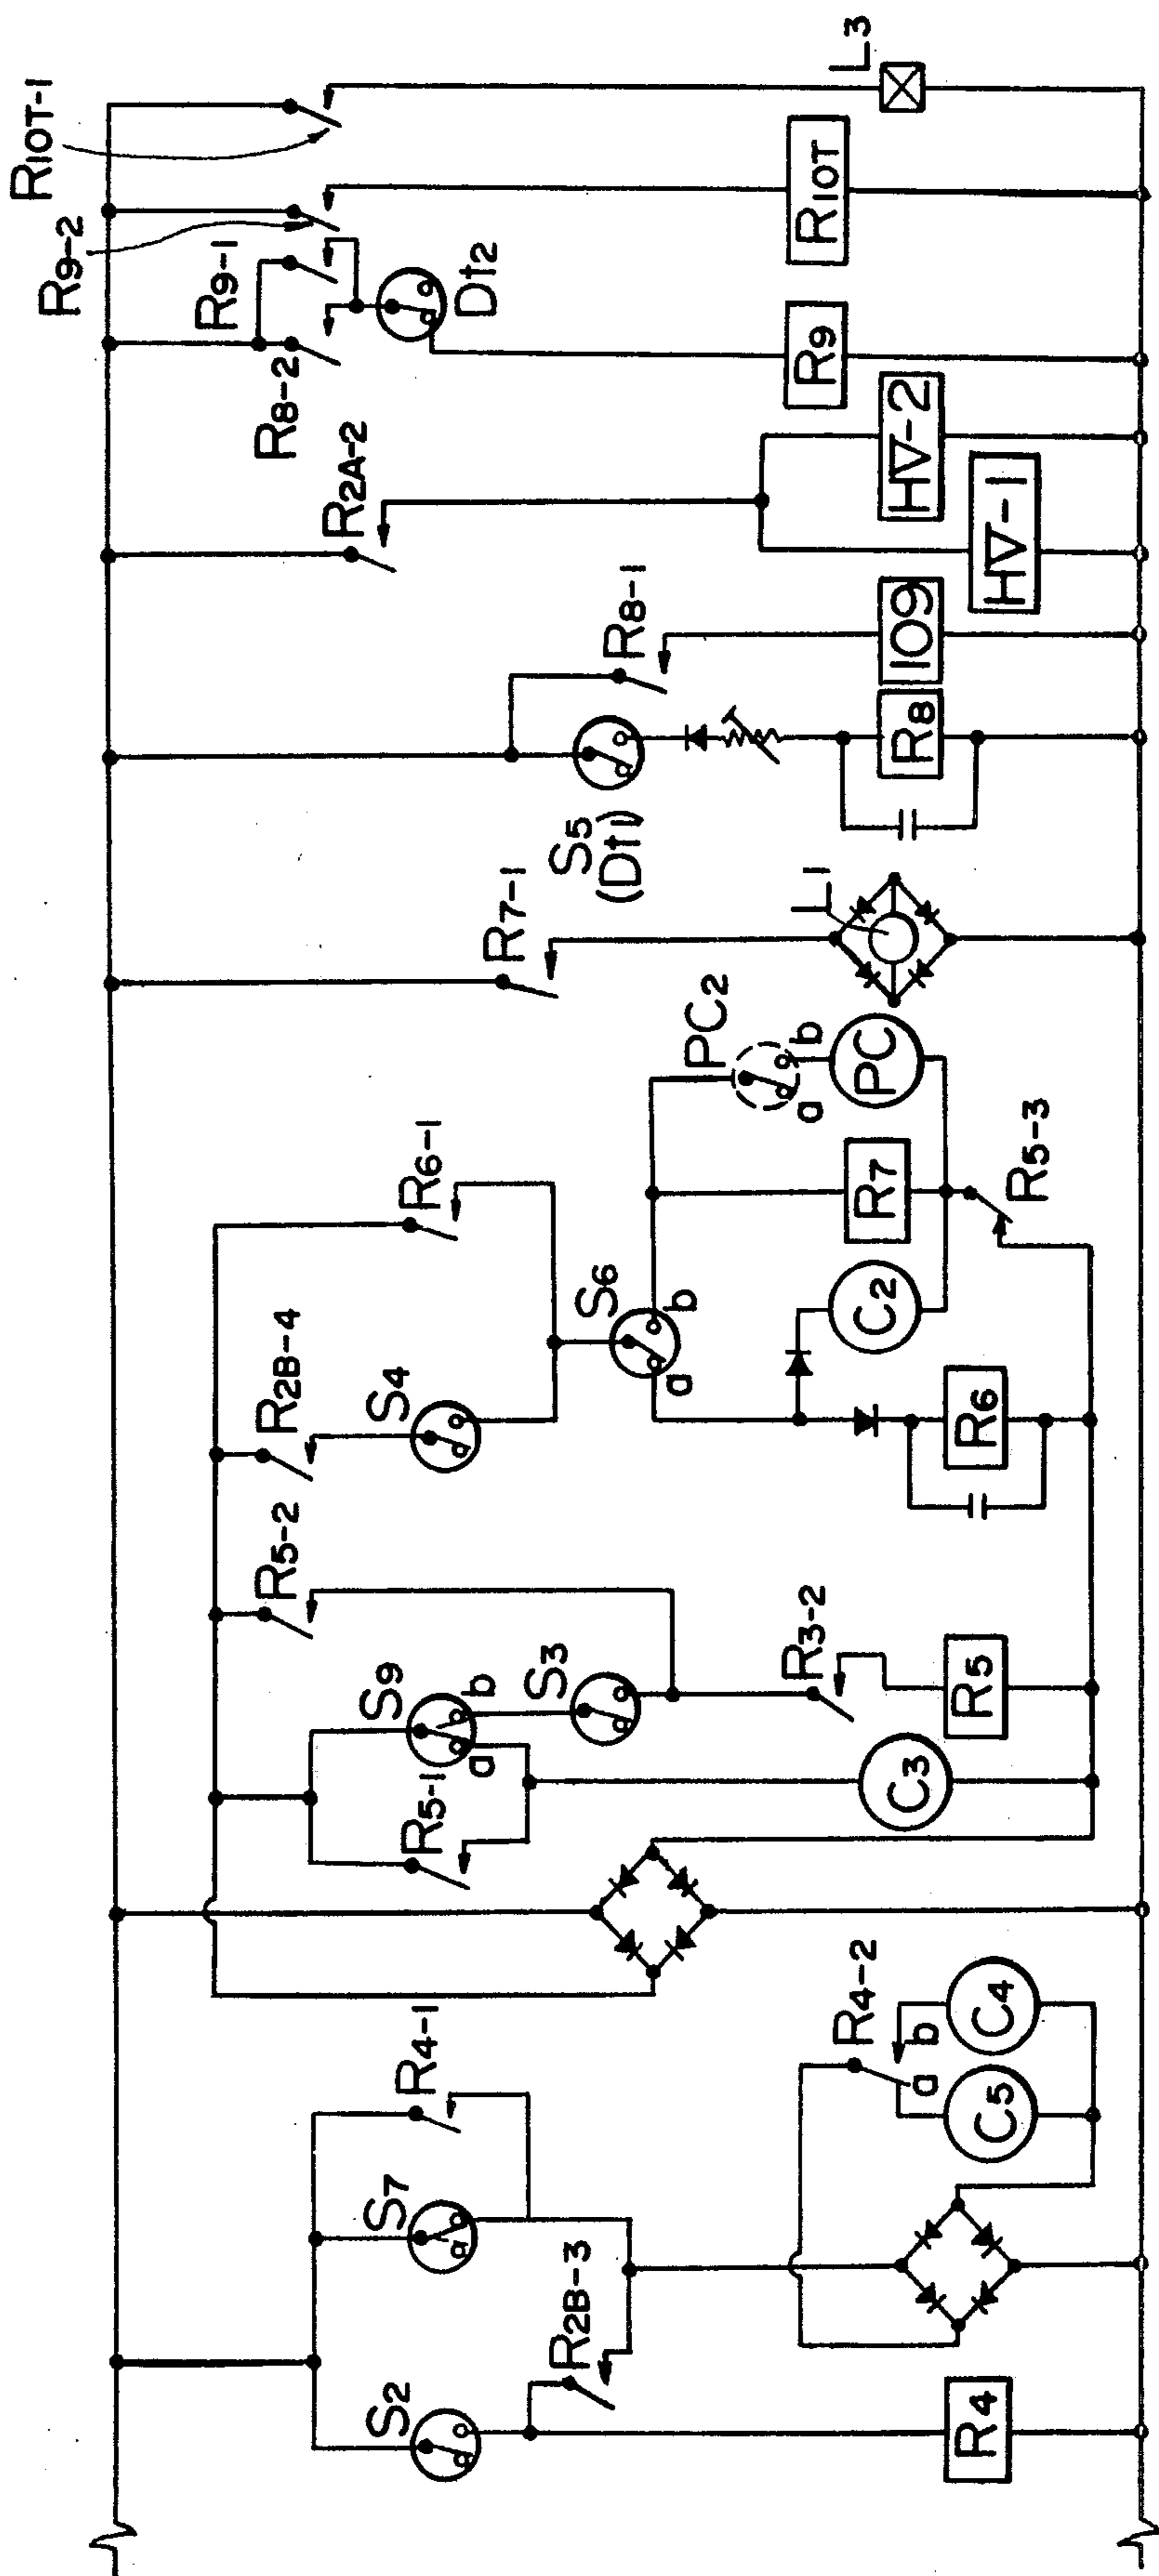 R10T-1
R9-2
R9-1
R8-2
Dt2
R10T
L3
R9
R2A-2
HV-2
HV-1
R8-1
109
S5
(Dt1)
R8
R7-1
L1
PC2
a
b
PC
R6-1
R2B-4
S4
S6
a
b
R7
C2
R6
R5-3
R5-2
S9
a
b
S3
R5-1
R3-2
R5
C3
R4-1
S7
S2
R2B-3
R4-2
a
b
C4
C5
R4